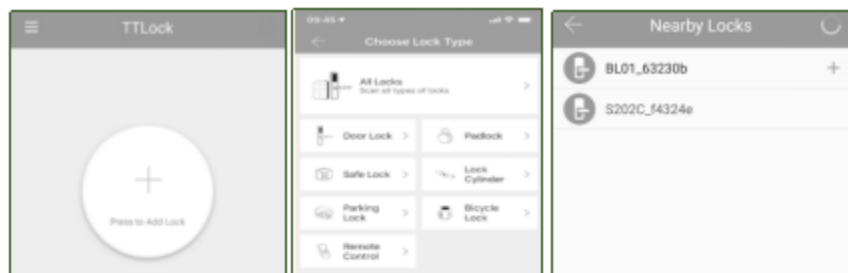 TTLock
Press to Add Lock
09:45
Choose Lock Type
All Locks
Scan all types of locks
Door Lock
Padlock
Safe Lock
Lock
Cylinder
Parking
Lock
Bicycle
Lock
Remote
Control
Nearby Locks
BL01_63230b
S202C_f4324e